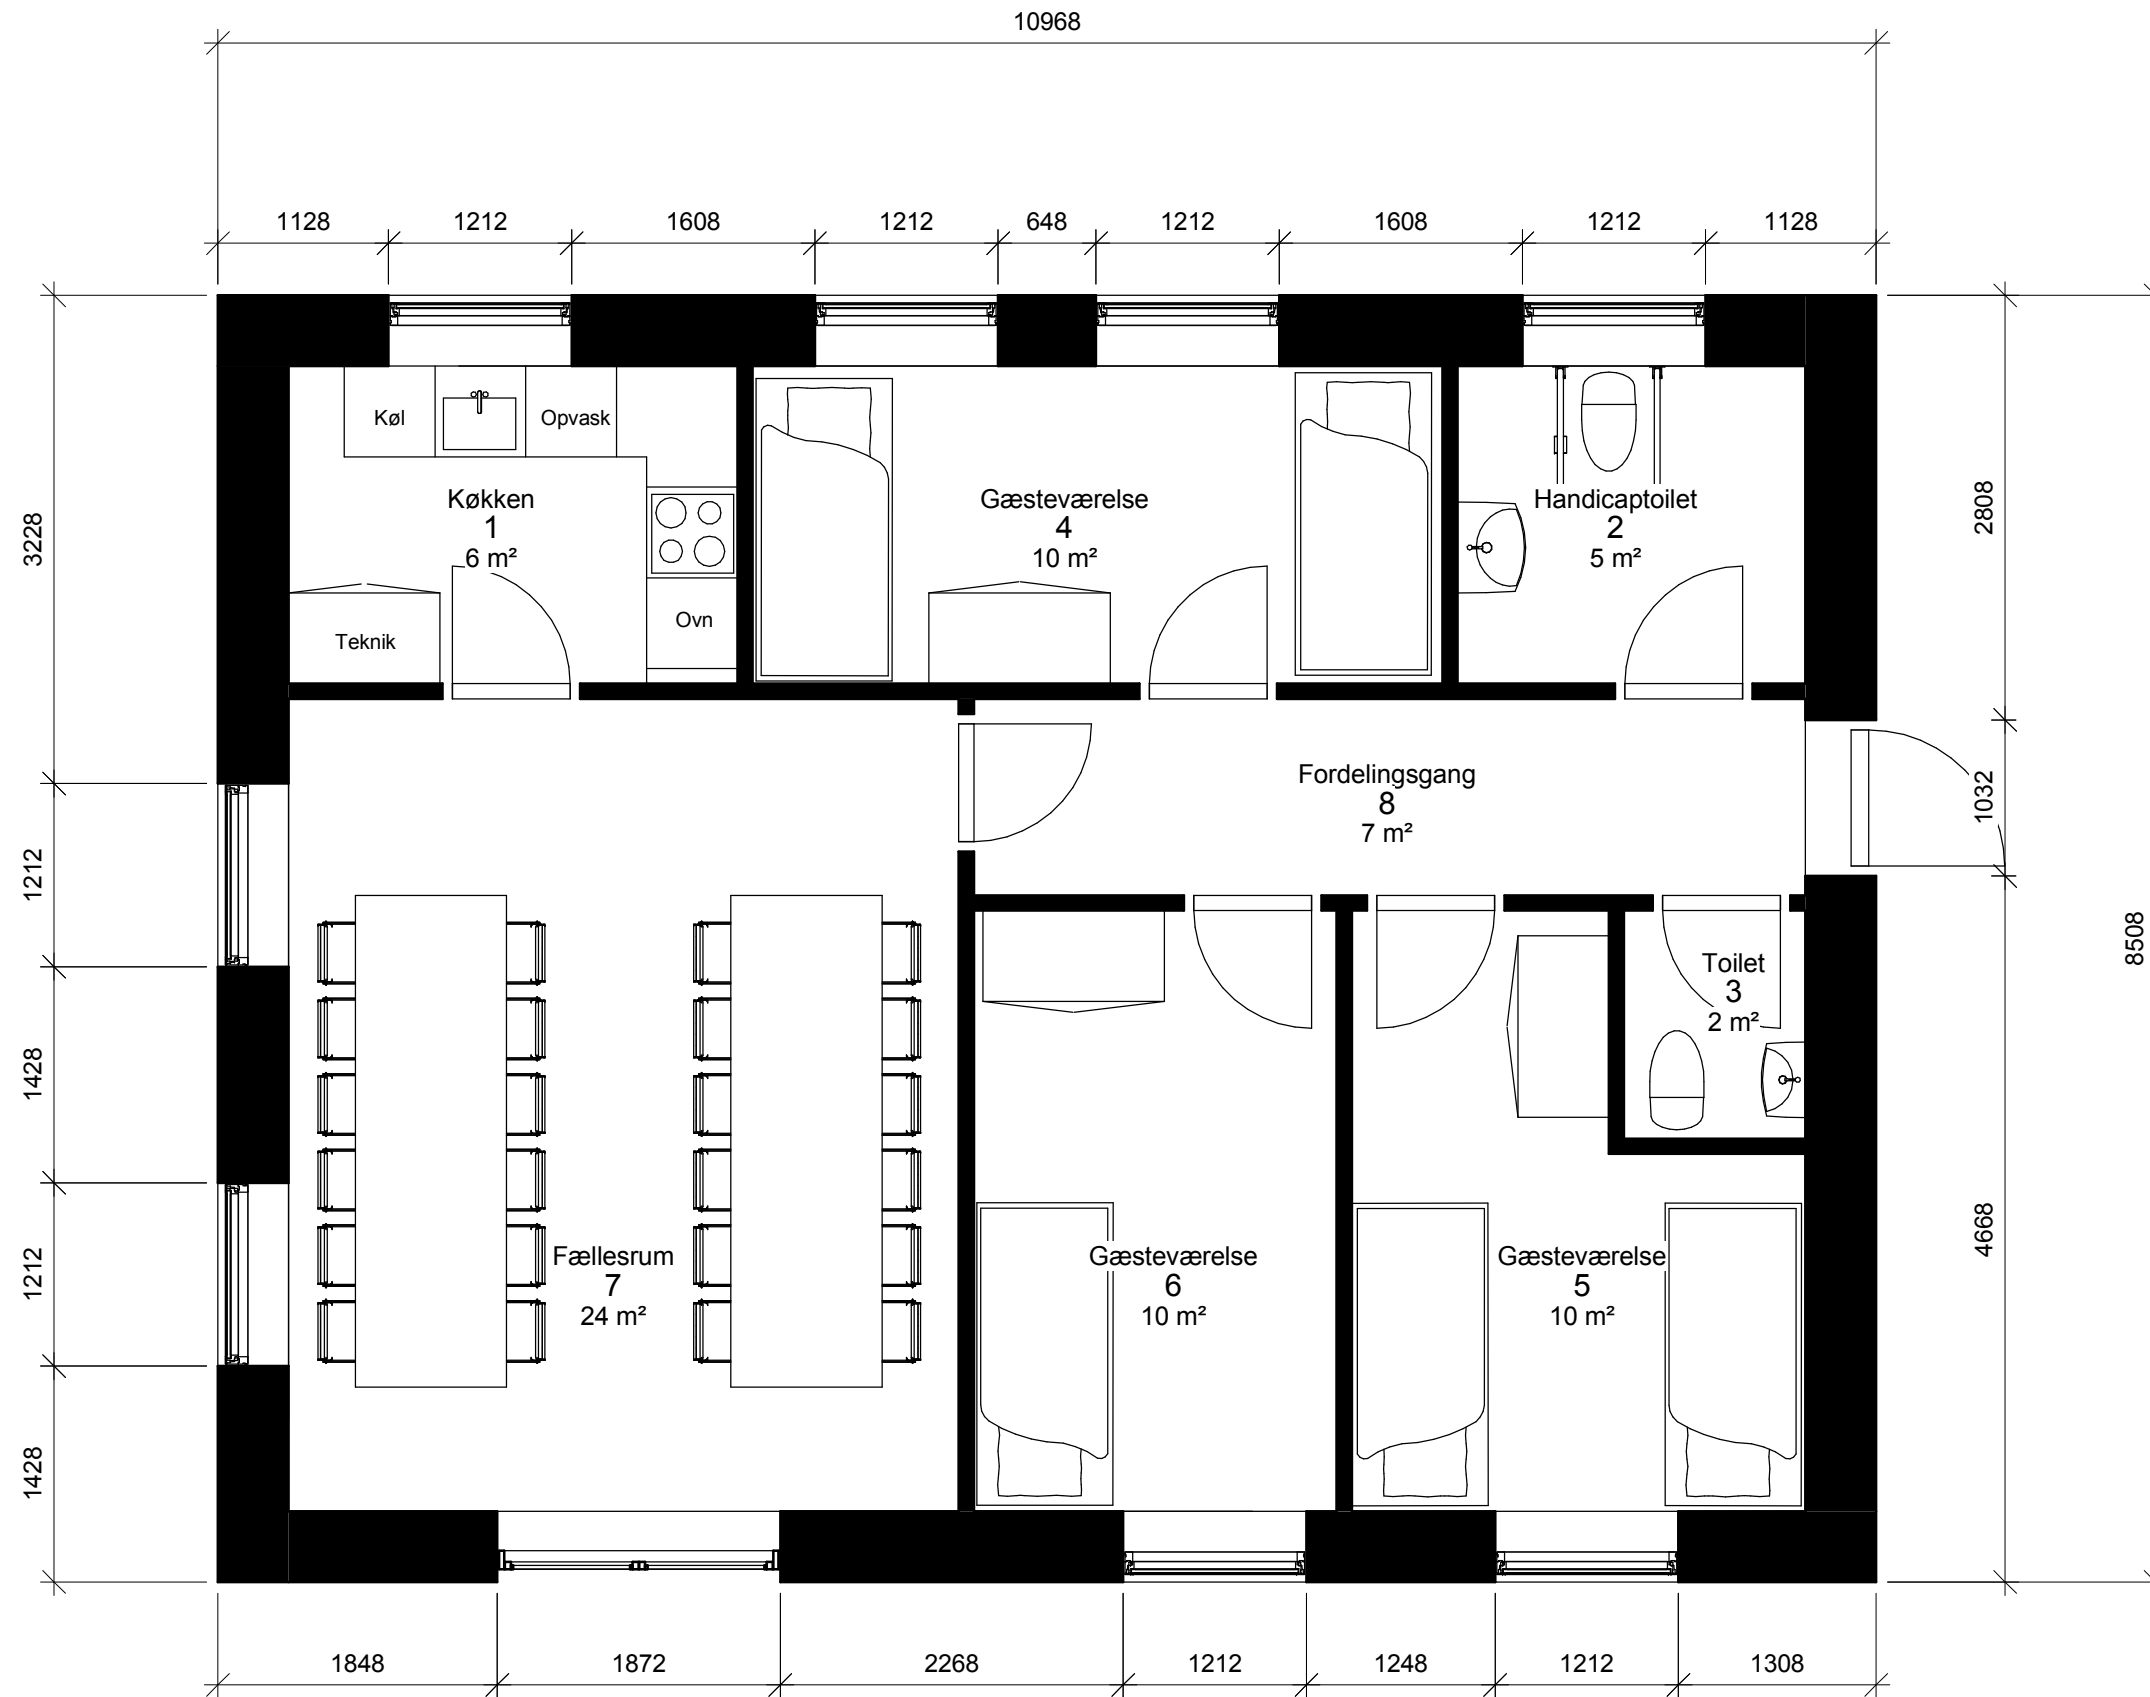 10968
1128
1212
1608
1212
648
1212
1608
1212
1128
Køl
Opvask
Køkken
1
6 m²
Teknik
Ovn
Gæsteværelse
4
10 m²
Handicaptoilet
2
5 m²
3228
1212
1428
1212
1428
2808
1032
4668
8508
Fordelingsgang
8
7 m²
Toilet
3
2 m²
Fællesrum
7
24 m²
Gæsteværelse
6
10 m²
Gæsteværelse
5
10 m²
1848
1872
2268
1212
1248
1212
1308